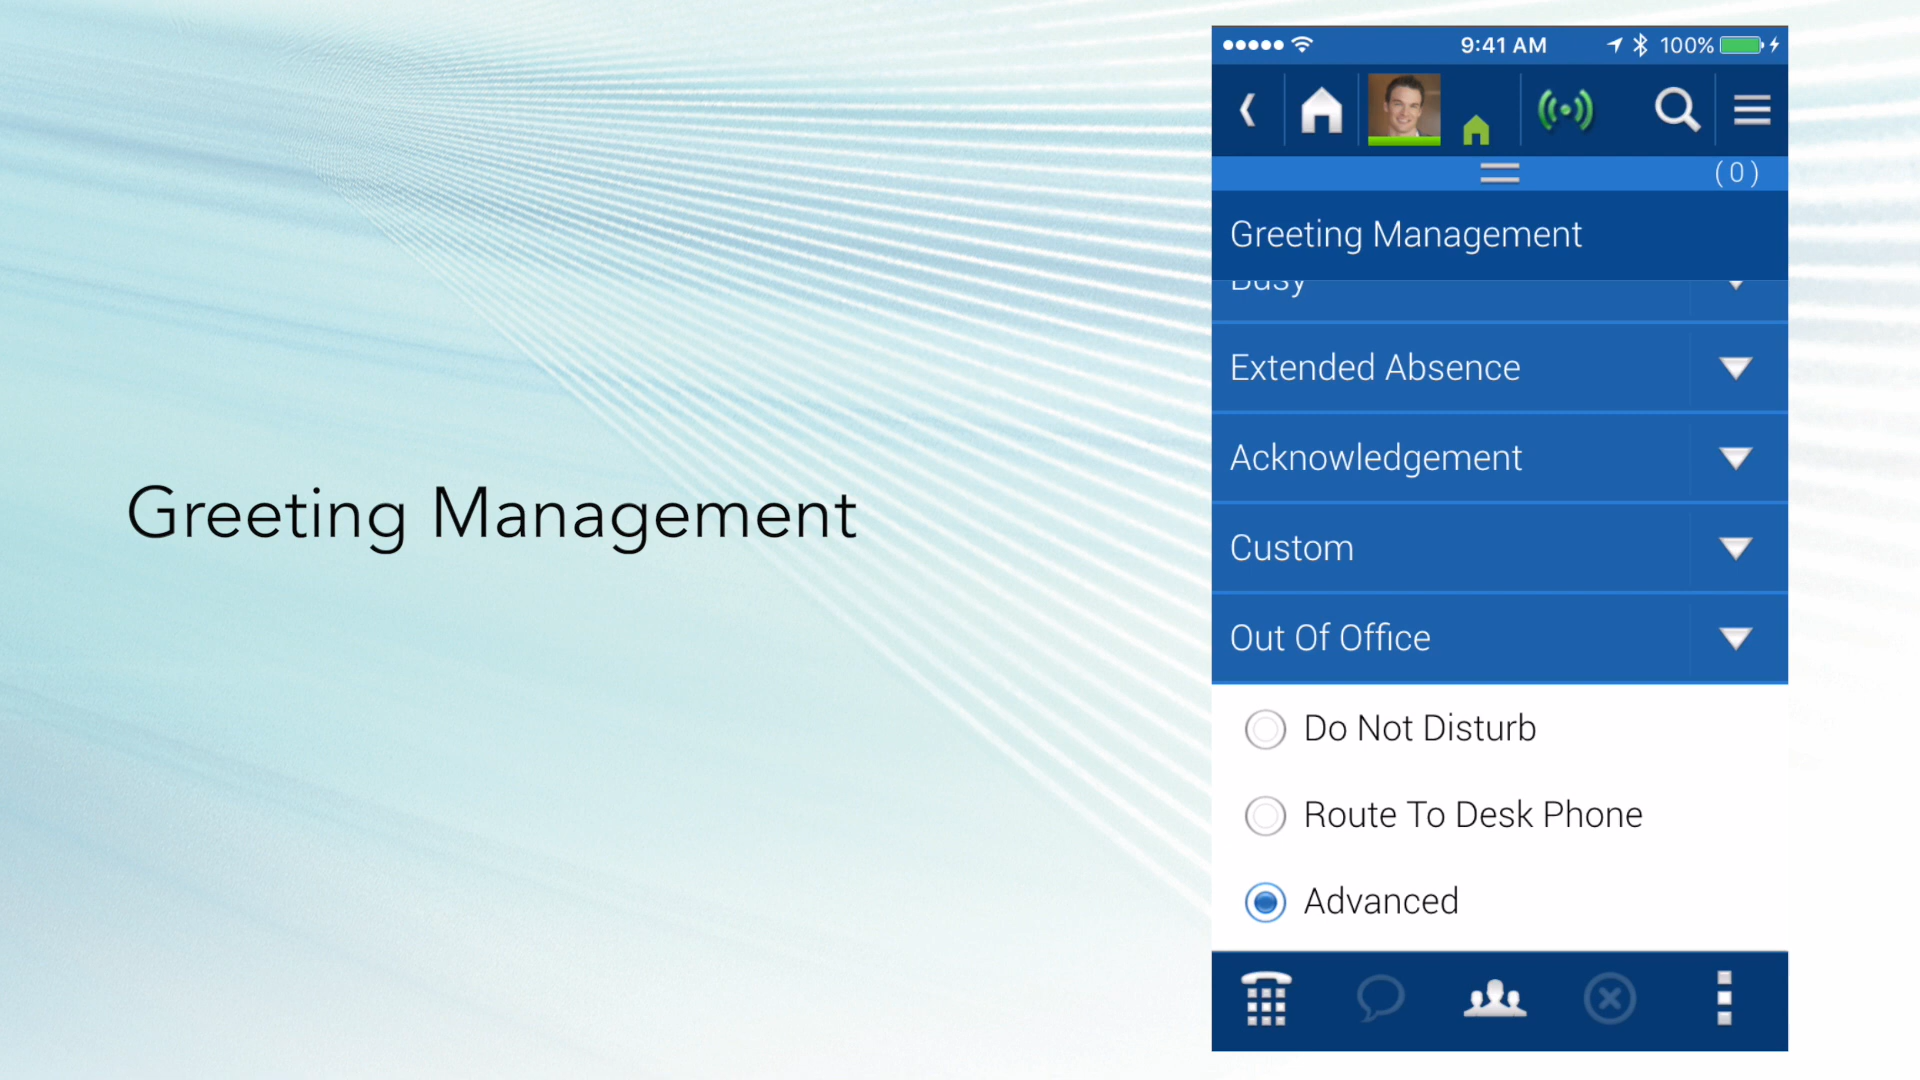 Greeting Management
9:41 AM
100%
(0)
Greeting Management
Busy
Extended Absence
Acknowledgement
Custom
Out Of Office
Do Not Disturb
Route To Desk Phone
Advanced